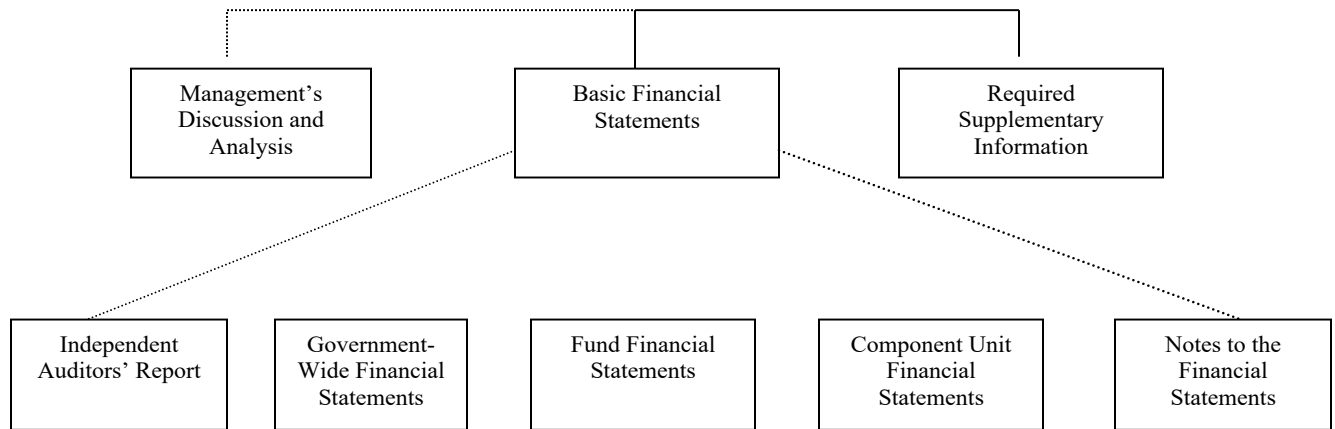 Management’s
Discussion and
Analysis
Basic Financial
Statements
Required
Supplementary
Information
Independent
Auditors’ Report
Government-
Wide Financial
Statements
Fund Financial
Statements
Component Unit
Financial
Statements
Notes to the
Financial
Statements